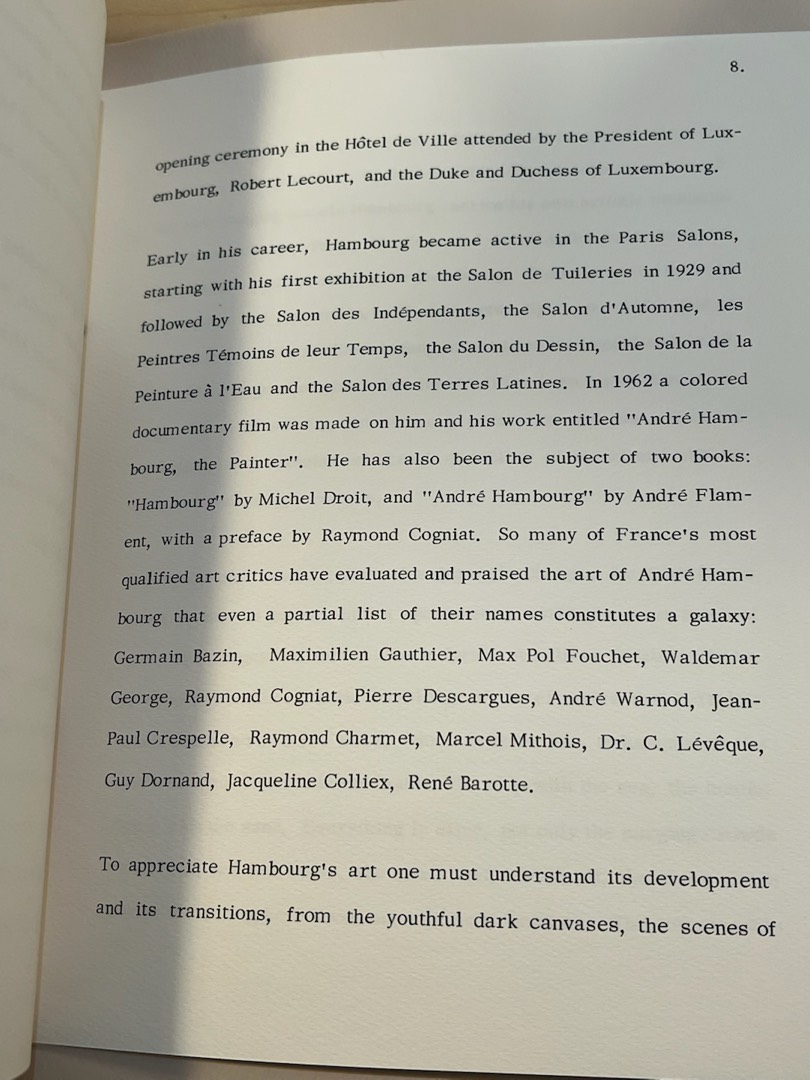 8.
opening ceremony in the Hôtel de Ville attended by the President of Lux-
embourg, Robert Lecourt, and the Duke and Duchess of Luxembourg.
Early in his career, Hambourg became active in the Paris Salons,
starting with his first exhibition at the Salon de Tuileries in 1929 and
followed by the Salon des Indépendants, the Salon d'Automne, les
Peintres Témoins de leur Temps, the Salon du Dessin, the Salon de la
Peinture à l'Eau and the Salon des Terres Latines. In 1962 a colored
documentary film was made on him and his work entitled "André Ham-
bourg, the Painter". He has also been the subject of two books:
"Hambourg" by Michel Droit, and "André Hambourg" by André Flam-
ent, with a preface by Raymond Cogniat. So many of France's most
qualified art critics have evaluated and praised the art of André Ham-
bourg that even a partial list of their names constitutes a galaxy:
Germain Bazin, Maximilien Gauthier, Max Pol Fouchet, Waldemar
George, Raymond Cogniat, Pierre Descargues, André Warnod, Jean-
Paul Crespelle, Raymond Charmet, Marcel Mithois, Dr. C. Lévêque,
Guy Dornand, Jacqueline Colliex, René Barotte.
To appreciate Hambourg's art one must understand its development
and its transitions, from the youthful dark canvases, the scenes of